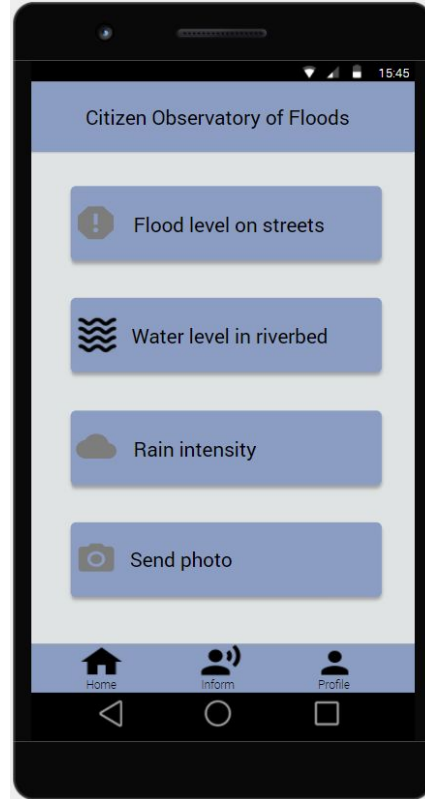 15:45
Citizen Observatory of Floods
Flood level on streets
Water level in riverbed
Rain intensity
Send photo
Home Inform Profile